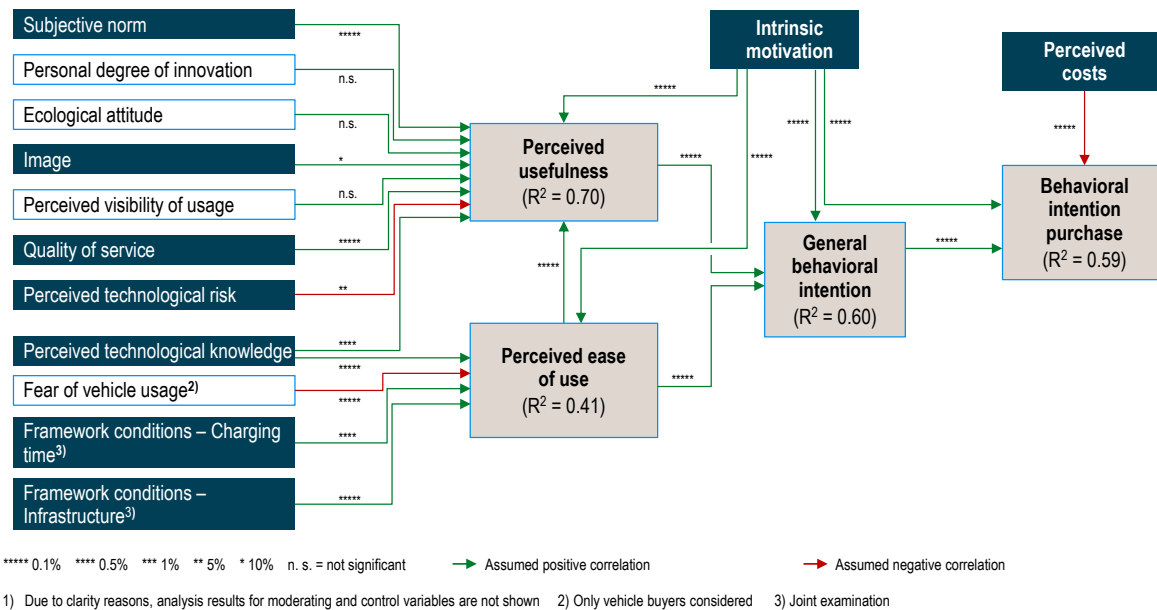 Subjective norm
*****
Personal degree of innovation
n.s.
Ecological attitude
n.s.
Image
*
Perceived visibility of usage
n.s.
Quality of service
*****
Perceived technological risk
**
Perceived technological knowledge
****
*****
Fear of vehicle usage2)
*****
Framework conditions – Charging
time3)
****
Framework conditions –
Infrastructure3)
*****
Perceived
usefulness
(R2 = 0.70)
*****
Perceived ease
of use
(R2 = 0.41)
Intrinsic
motivation
*****
*****
*****
*****
*****
*****
General
behavioral
intention
(R2 = 0.60)
*****
Perceived
costs
*****
Behavioral
intention
purchase
(R2 = 0.59)
***** 0.1% **** 0.5% *** 1% ** 5% * 10% n. s. = not significant
Assumed positive correlation
Assumed negative correlation
1) Due to clarity reasons, analysis results for moderating and control variables are not shown 2) Only vehicle buyers considered 3) Joint examination